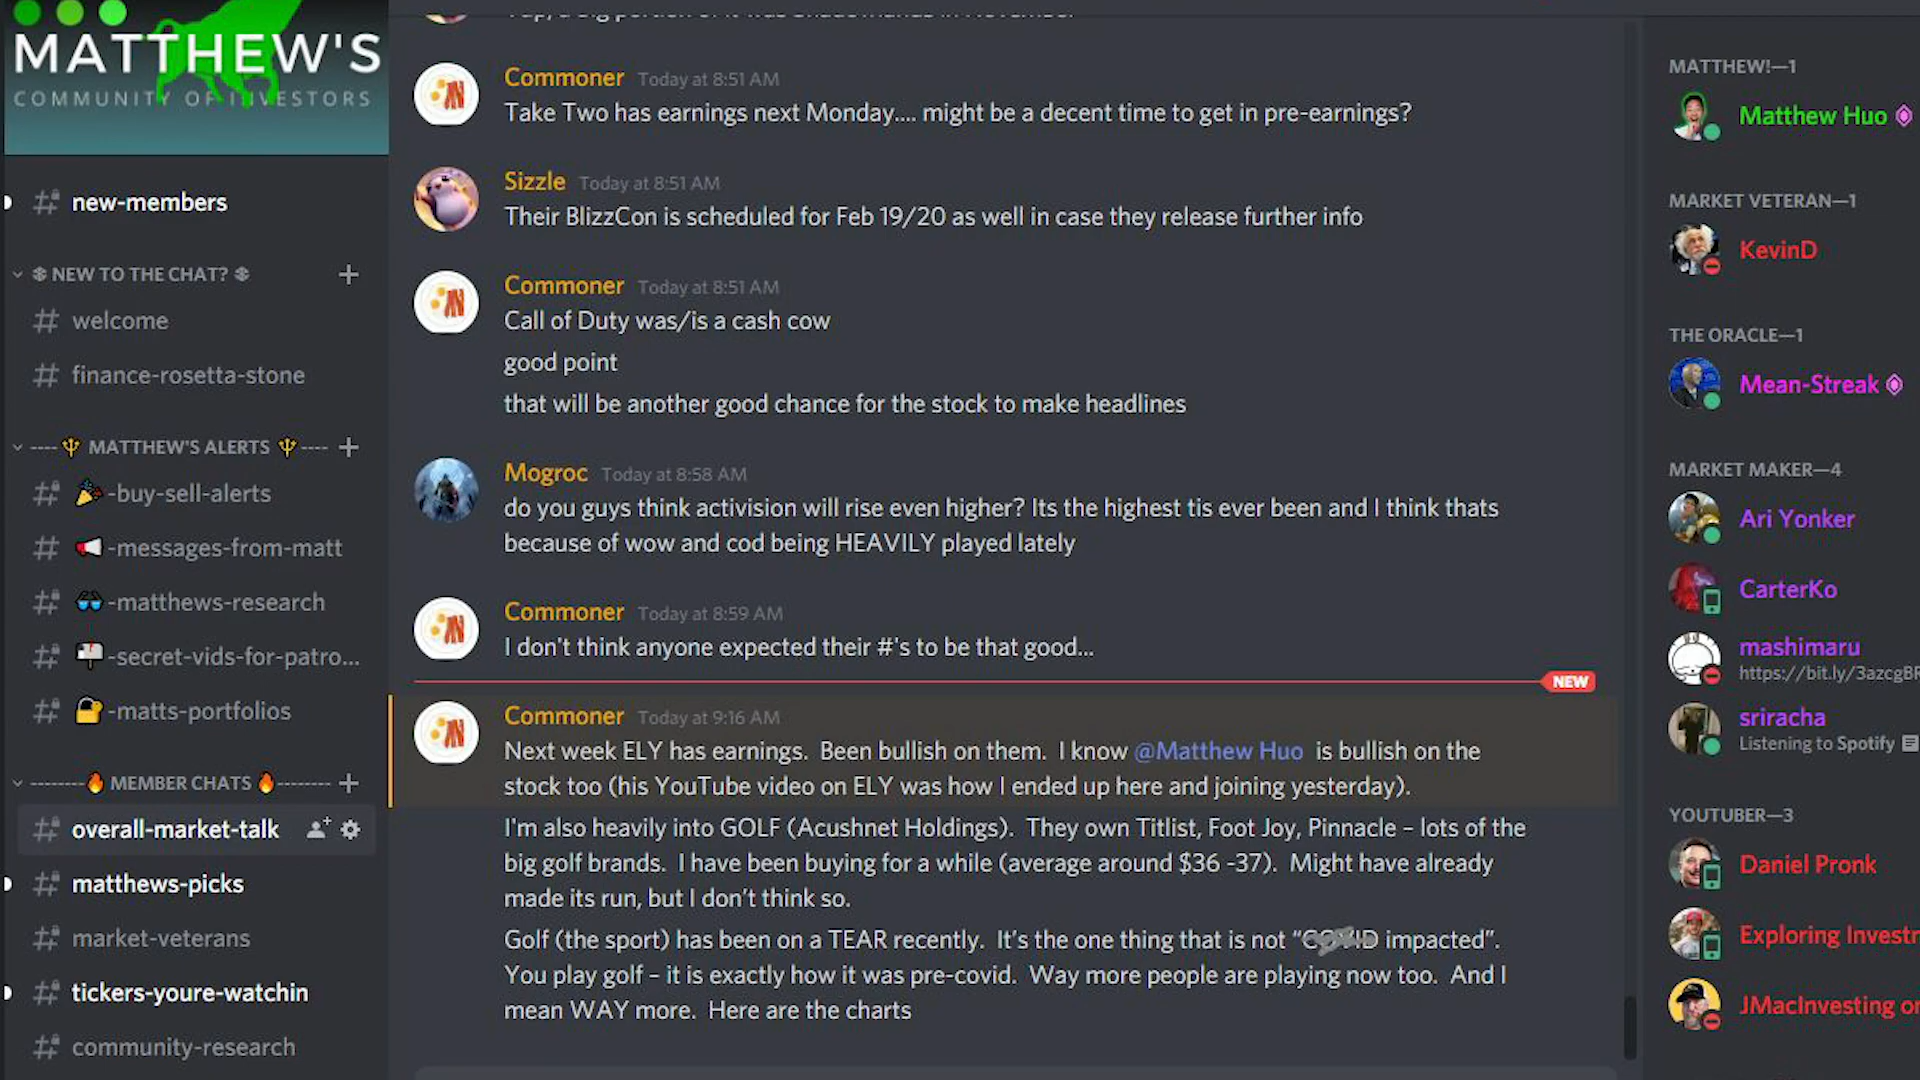 MATTHEW'S
COMMUNITY OF INVESTORS
new-members
NEW TO THE CHAT?
welcome
finance-rosetta-stone
---- MATTHEW'S ALERTS ----
-buy-sell-alerts
-messages-from-matt
-matthews-research
-secret-vids-for-patro...
-matts-portfolios
-------- MEMBER CHATS --------
overall-market-talk
matthews-picks
market-veterans
tickers-youre-watchin
community-research
Commoner Today at 8:51 AM
Take Two has earnings next Monday.... might be a decent time to get in pre-earnings?
Sizzle Today at 8:51 AM
Their BlizzCon is scheduled for Feb 19/20 as well in case they release further info
Commoner Today at 8:51 AM
Call of Duty was/is a cash cow
good point
that will be another good chance for the stock to make headlines
Mogroc Today at 8:58 AM
do you guys think activision will rise even higher? Its the highest tis ever been and I think thats
because of wow and cod being HEAVILY played lately
Commoner Today at 8:59 AM
I don't think anyone expected their #'s to be that good...
NEW
Commoner Today at 9:16 AM
Next week ELY has earnings. Been bullish on them. I know @Matthew Huo is bullish on the
stock too (his YouTube video on ELY was how I ended up here and joining yesterday).
I'm also heavily into GOLF (Acushnet Holdings). They own Titlist, Foot Joy, Pinnacle – lots of the
big golf brands. I have been buying for a while (average around $36 -37). Might have already
made its run, but I don't think so.
Golf (the sport) has been on a TEAR recently. It's the one thing that is not “COVID impacted”.
You play golf – it is exactly how it was pre-covid. Way more people are playing now too. And I
mean WAY more. Here are the charts
MATTHEW!—1
Matthew Huo
MARKET VETERAN—1
KevinD
THE ORACLE—1
Mean-Streak
MARKET MAKER—4
Ari Yonker
CarterKo
mashimaru
https://bit.ly/3azcgBR
sriracha
Listening to Spotify
YOUTUBER—3
Daniel Pronk
Exploring Investr
JMacInvesting on